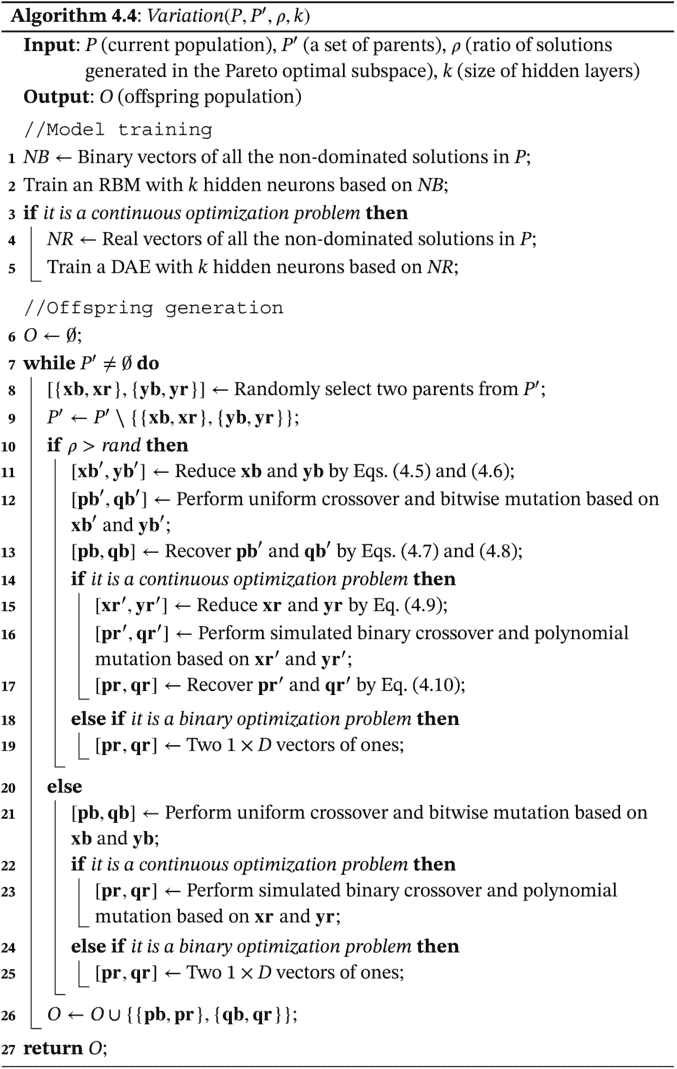 Algorithm 4.4: Variation(P, P′, ρ, k)
Input: P (current population), P′ (a set of parents), ρ (ratio of solutions
generated in the Pareto optimal subspace), k (size of hidden layers)
Output: O (offspring population)
//Model training
1 NB ← Binary vectors of all the non-dominated solutions in P;
2 Train an RBM with k hidden neurons based on NB;
3 if it is a continuous optimization problem then
4 NR ← Real vectors of all the non-dominated solutions in P;
5 Train a DAE with k hidden neurons based on NR;
//Offspring generation
6 O ← ∅;
7 while P′ ≠ ∅ do
8 [{xb, xr}, {yb, yr}] ← Randomly select two parents from P′;
9 P′ ← P′ \ {{xb, xr}, {yb, yr}};
10 if ρ > rand then
11 [xb′, yb′] ← Reduce xb and yb by Eqs. (4.5) and (4.6);
12 [pb′, qb′] ← Perform uniform crossover and bitwise mutation based on
xb′ and yb′;
13 [pb, qb] ← Recover pb′ and qb′ by Eqs. (4.7) and (4.8);
14 if it is a continuous optimization problem then
15 [xr′, yr′] ← Reduce xr and yr by Eq. (4.9);
16 [pr′, qr′] ← Perform simulated binary crossover and polynomial
mutation based on xr′ and yr′;
17 [pr, qr] ← Recover pr′ and qr′ by Eq. (4.10);
18 else if it is a binary optimization problem then
19 [pr, qr] ← Two 1 × D vectors of ones;
20 else
21 [pb, qb] ← Perform uniform crossover and bitwise mutation based on
xb and yb;
22 if it is a continuous optimization problem then
23 [pr, qr] ← Perform simulated binary crossover and polynomial
mutation based on xr and yr;
24 else if it is a binary optimization problem then
25 [pr, qr] ← Two 1 × D vectors of ones;
26 O ← O ∪ {{pb, pr}, {qb, qr}};
27 return O;